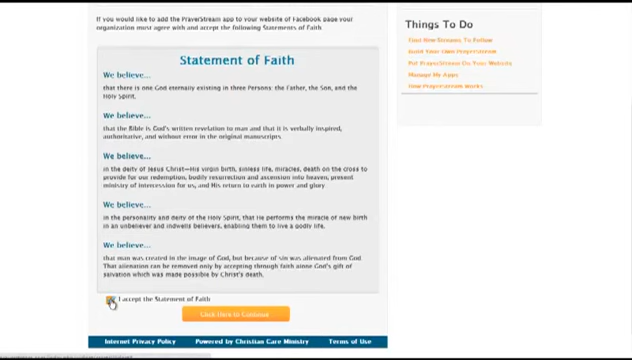 If you would like to add the PrayerStream app to your website of Facebook page your
organization must agree with and accept the following Statements of Faith
Statement of Faith
We believe...
that there is one God eternally existing in three Persons: the Father, the Son, and the
Holy Spirit.
We believe...
that the Bible is God's written revelation to man and that it is verbally inspired,
authoritative, and without error in the original manuscripts.
We believe...
in the deity of Jesus Christ—His virgin birth, sinless life, miracles, death on the cross to
provide for our redemption, bodily resurrection and ascension into heaven, present
ministry of intercession for us, and His return to earth in power and glory
We believe...
in the personality and deity of the Holy Spirit, that He performs the miracle of new birth
in an unbeliever and indwells believers, enabling them to live a godly life.
We believe...
that man was created in the image of God, but because of sin was alienated from God.
That alienation can be removed only by accepting through faith alone God's gift of
salvation which was made possible by Christ's death.
I accept the Statement of Faith
Click Here to Continue
Internet Privacy Policy Powered by Christian Care Ministry Terms of Use
Things To Do
Find New Streams To Follow
Build Your Own PrayerStream
Put PrayerStream On Your Website
Manage My Apps
How PrayerStream Works